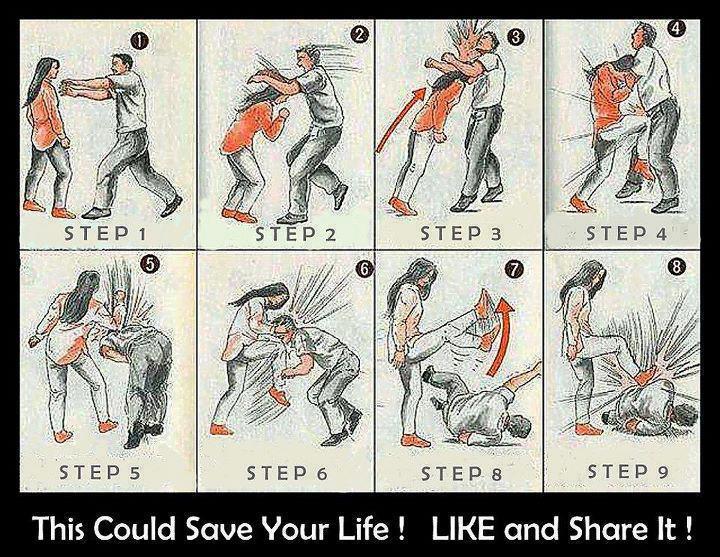 1
2
3
4
STEP 1
STEP 2
STEP 3
STEP 4
5
6
7
8
STEP 5
STEP 6
STEP 8
STEP 9
This Could Save Your Life ! LIKE and Share It !